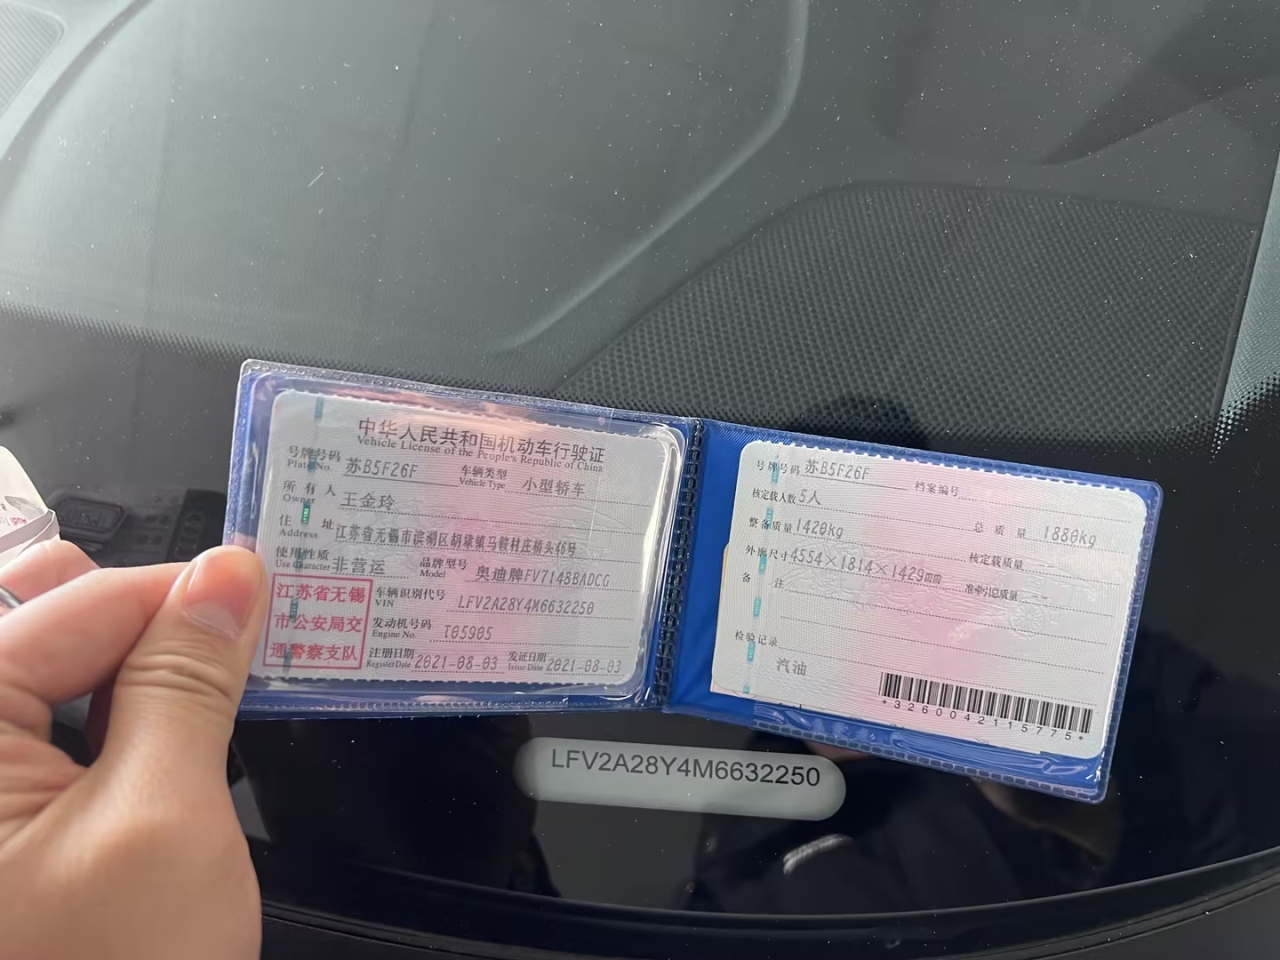 中华人民共和国机动车行驶证
Vehicle License of the People's Republic of China
号牌号码 苏B5F26F 车辆类型 小型轿车
Plate No. Vehicle Type
所有人 王金玲
Owner
住址 江苏省无锡市滨湖区胡埭镇马鞍村庄桥头46号
Address
使用性质 非营运 品牌型号 奥迪牌FV7148BADCG
Use Character Model
江苏省无锡
市公安局交
通警察支队
车辆识别代号 LFV2A28Y4M6632250
VIN
发动机号码 T05905
Engine No.
注册日期 2021-08-03 发证日期 2021-08-03
Register Date Issue Date
号牌号码 苏B5F26F 档案编号
核定载人数 5人 总质量 1880kg
整备质量 1420kg 核定载质量 --
外廓尺寸 4554×1814×1429mm 准牵引总质量 --
备注
检验记录
汽油
*3260042115775*
LFV2A28Y4M6632250